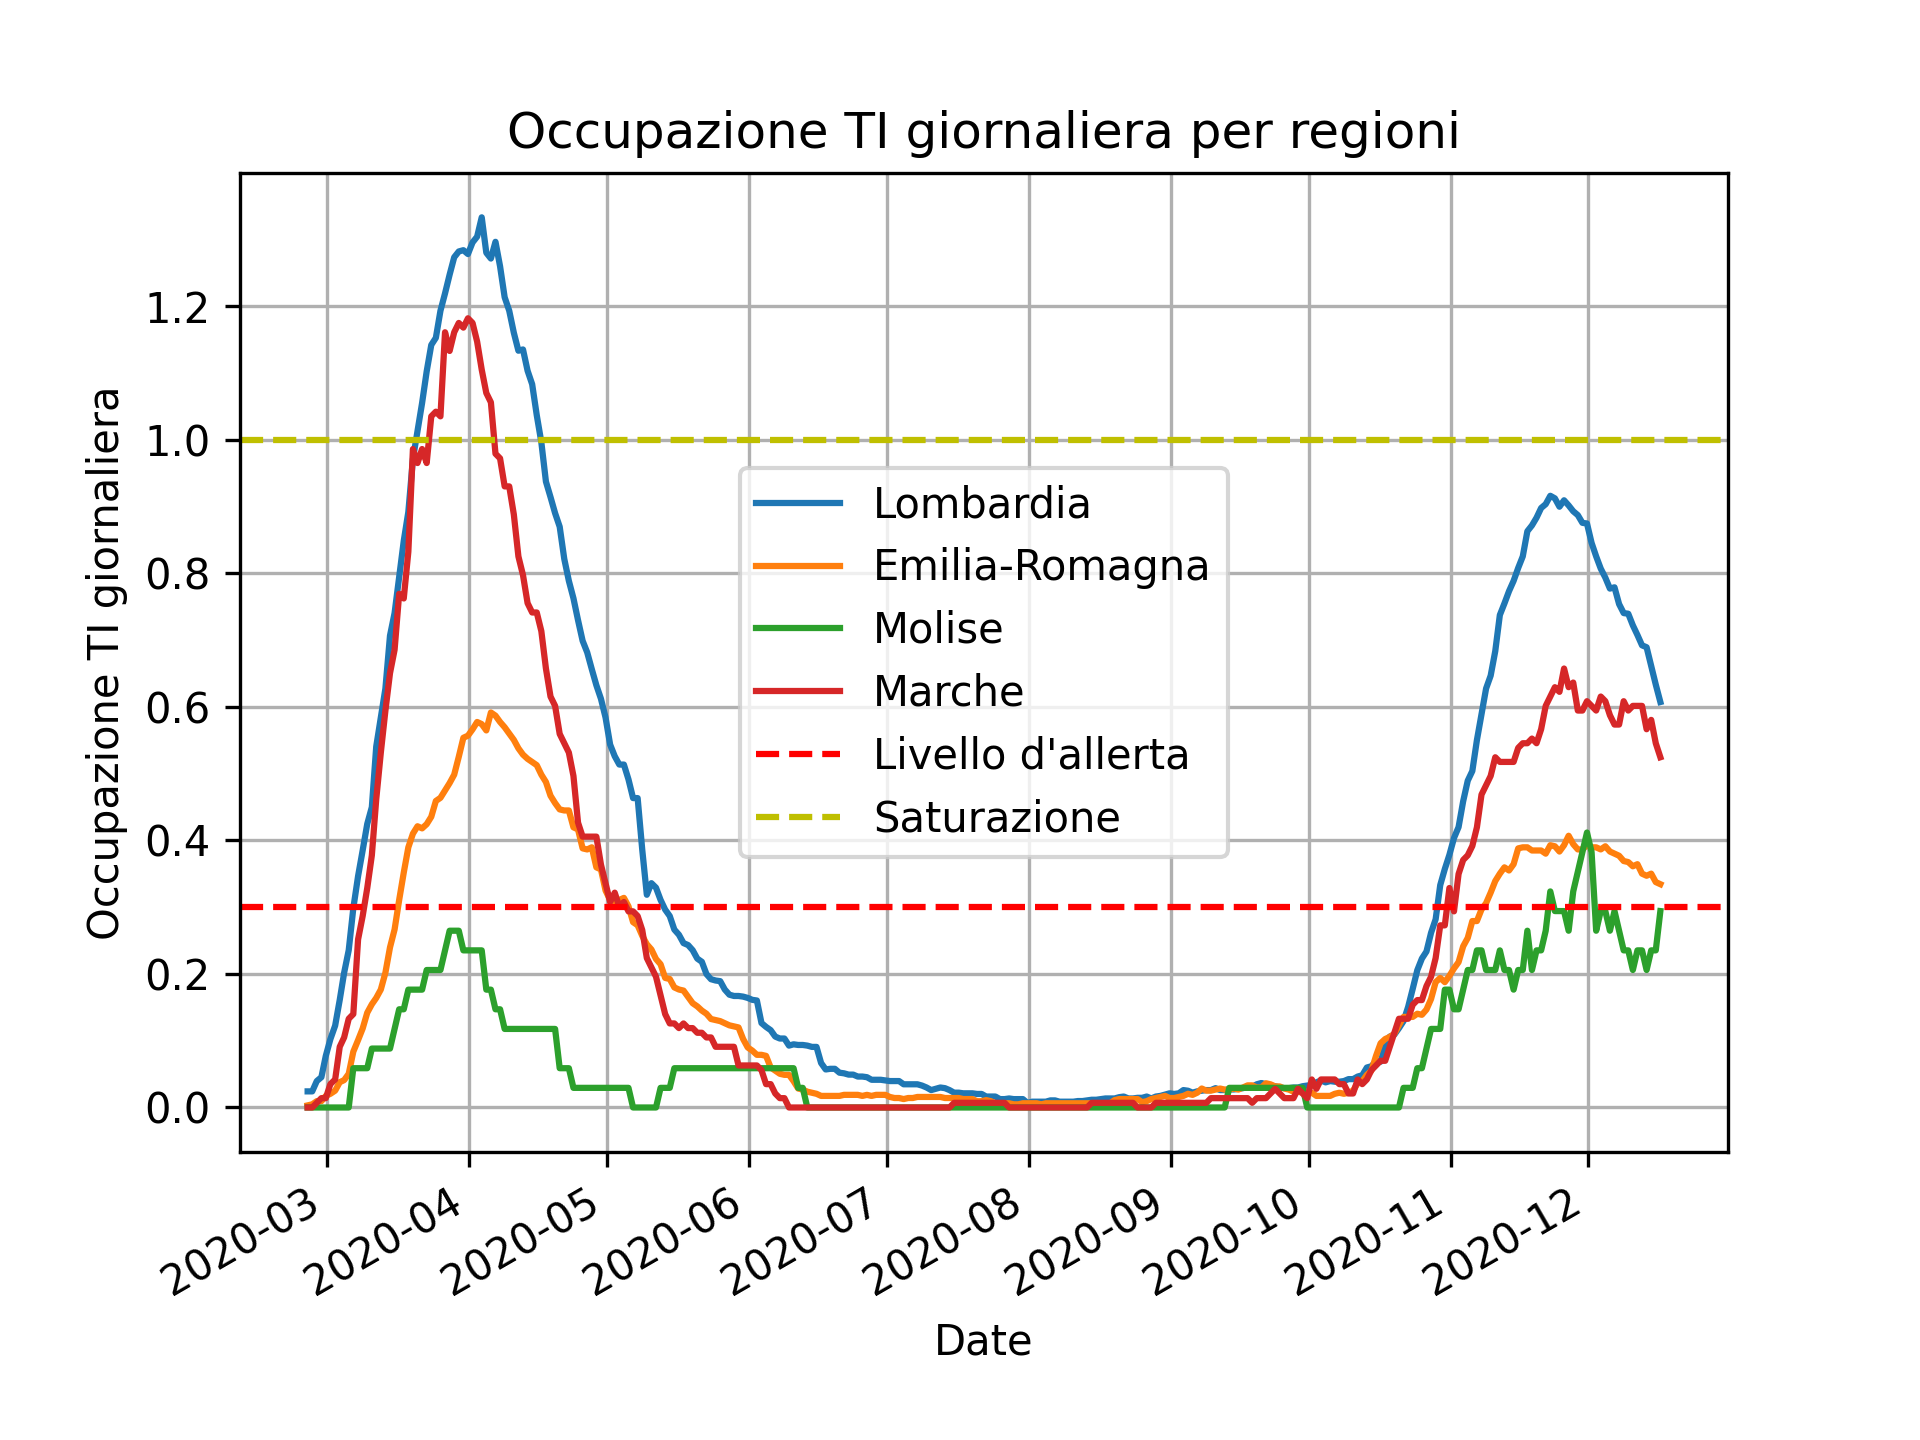 Occupazione TI giornaliera per regioni
Occupazione TI giornaliera
1.2
1.0
0.8
0.6
0.4
0.2
0.0
Lombardia
Emilia-Romagna
Molise
Marche
Livello d'allerta
Saturazione
2020-03
2020-04
2020-05
2020-06
2020-07
2020-08
2020-09
2020-10
2020-11
2020-12
Date